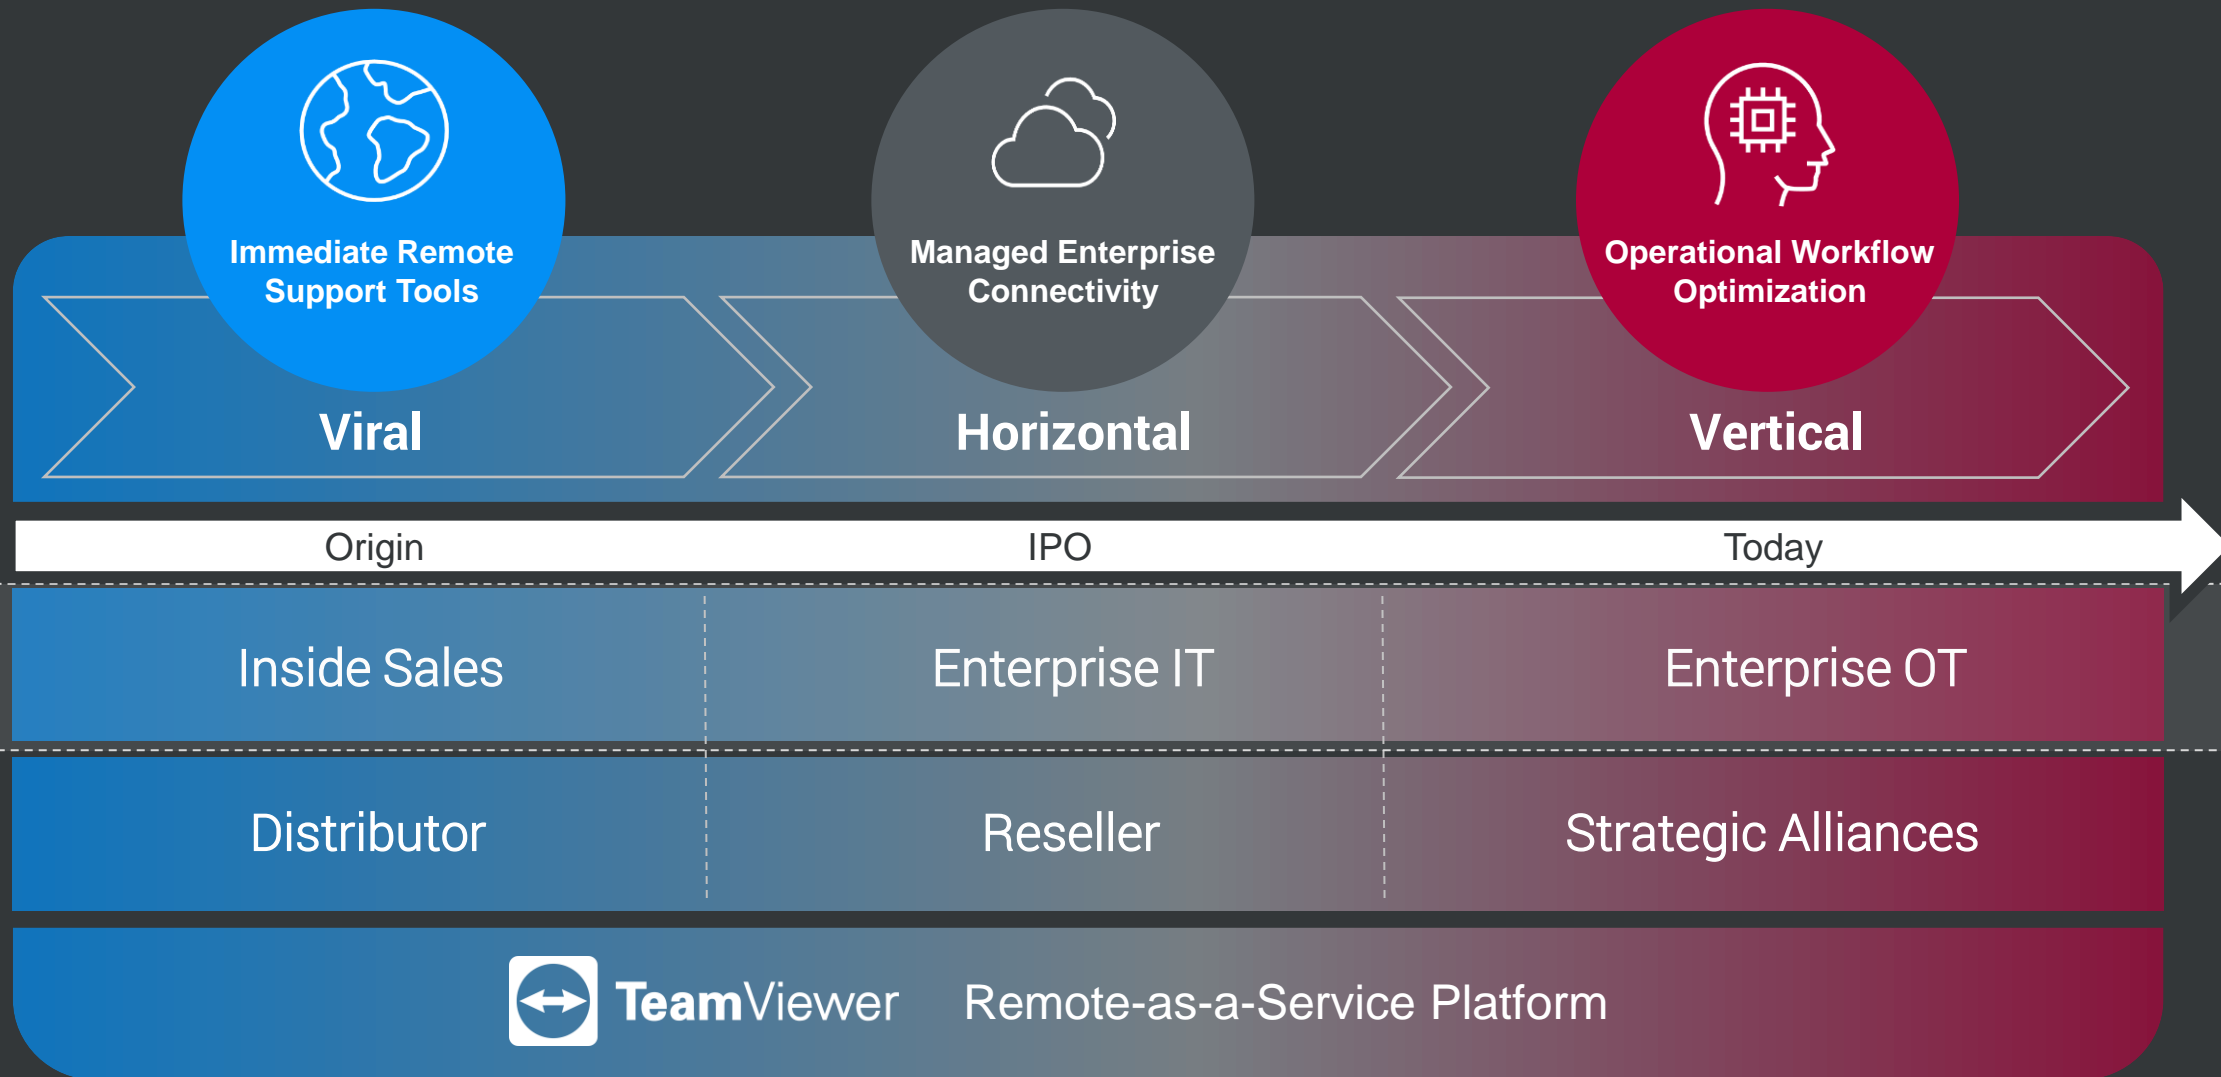 Immediate Remote
Support Tools
Managed Enterprise
Connectivity
Operational Workflow
Optimization
Viral
Horizontal
Vertical
Origin
IPO
Today
Inside Sales
Enterprise IT
Enterprise OT
Distributor
Reseller
Strategic Alliances
TeamViewer Remote-as-a-Service Platform